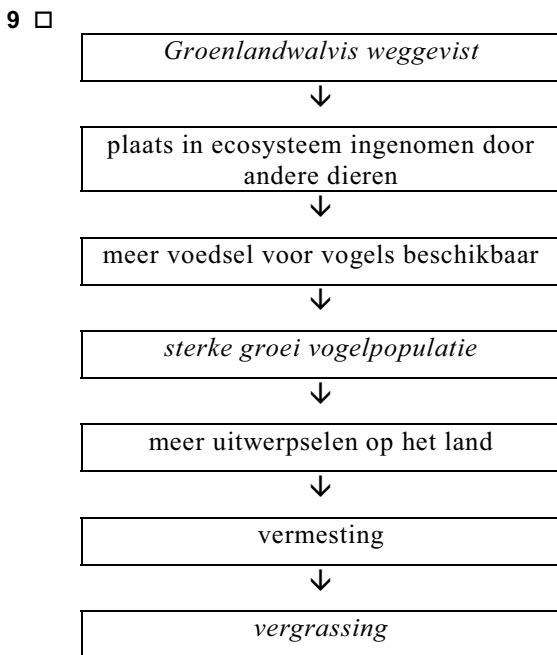 9 □
Groenlandwalvis weggevist
↓
plaats in ecosysteem ingenomen door
andere dieren
↓
meer voedsel voor vogels beschikbaar
↓
sterke groei vogelpopulatie
↓
meer uitwerpselen op het land
↓
vermesting
↓
vergrassing